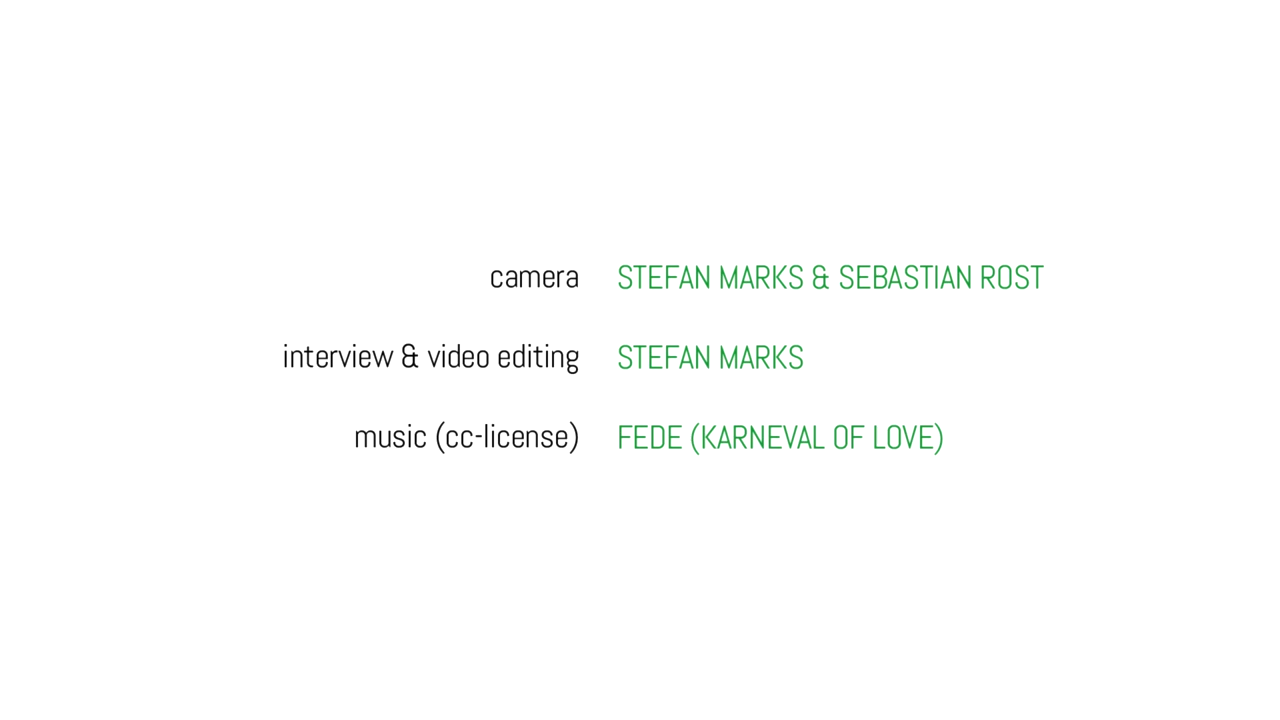 camera STEFAN MARKS & SEBASTIAN ROST
interview & video editing STEFAN MARKS
music (cc-license) FEDE (KARNEVAL OF LOVE)